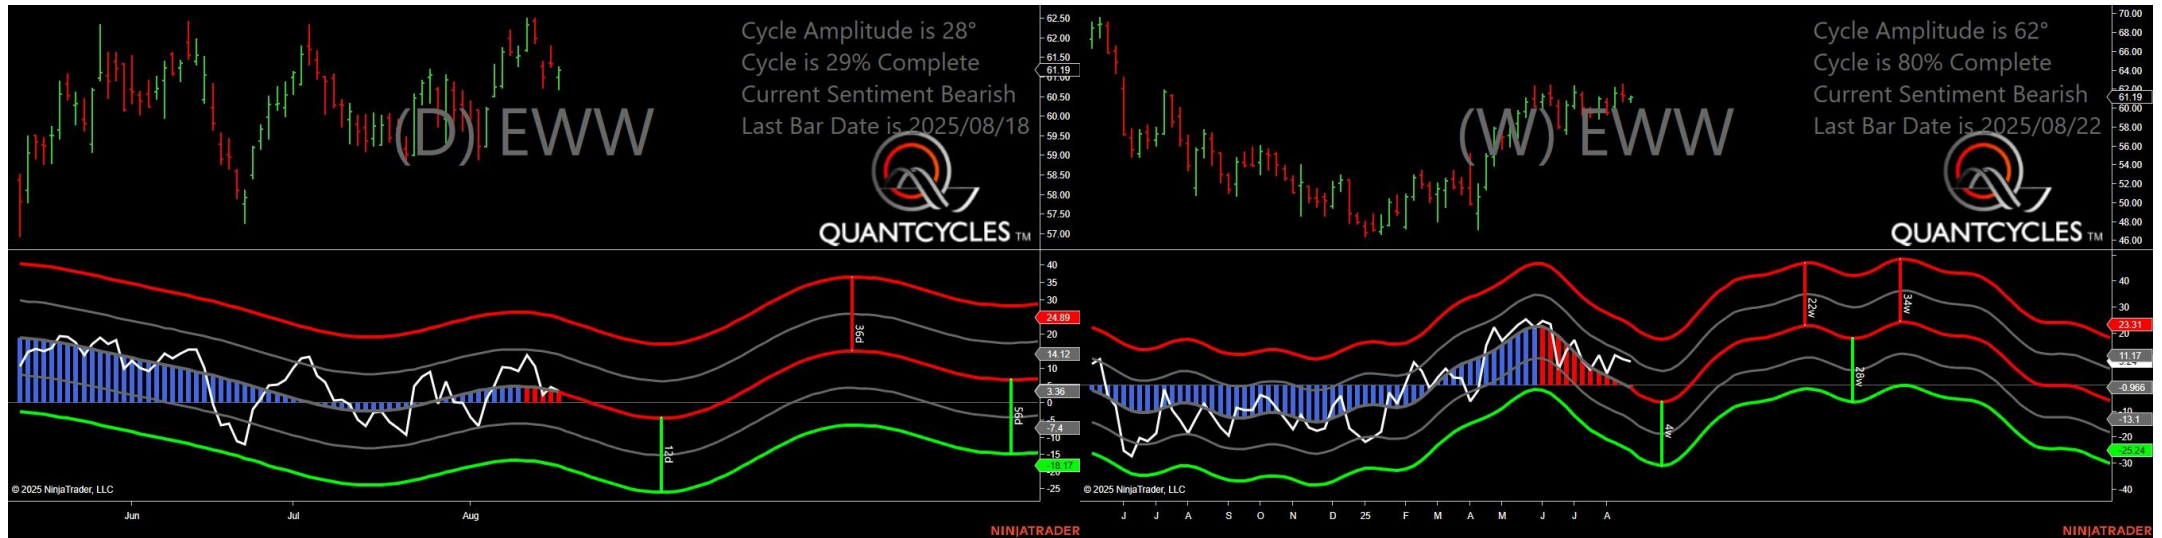 Cycle Amplitude is 28°
Cycle is 29% Complete
Current Sentiment Bearish
Last Bar Date is 2025/08/18
(D) EWW
QUANTCYCLES TM
62.50
62.00
61.50
61.19
61.00
60.50
60.00
59.50
59.00
58.50
58.00
57.50
57.00
40
35
30
24.89
20
14.12
10
3.36
0
-5
-7.4
-10
-15
-18.17
-25
36d
12d
56d
© 2025 NinjaTrader, LLC
Jun
Jul
Aug
NINJATRADER
Cycle Amplitude is 62°
Cycle is 80% Complete
Current Sentiment Bearish
Last Bar Date is 2025/08/22
(W) EWW
QUANTCYCLES TM
70.00
68.00
66.00
64.00
62.00
61.19
60.00
58.00
56.00
54.00
52.00
50.00
48.00
46.00
40
30
23.31
20
11.17
-0.966
-10
-13.1
-20
-25.24
-30
-40
22w
34w
28w
4w
© 2025 NinjaTrader, LLC
J
J
A
S
O
N
D
25
F
M
A
M
J
J
A
NINJATRADER